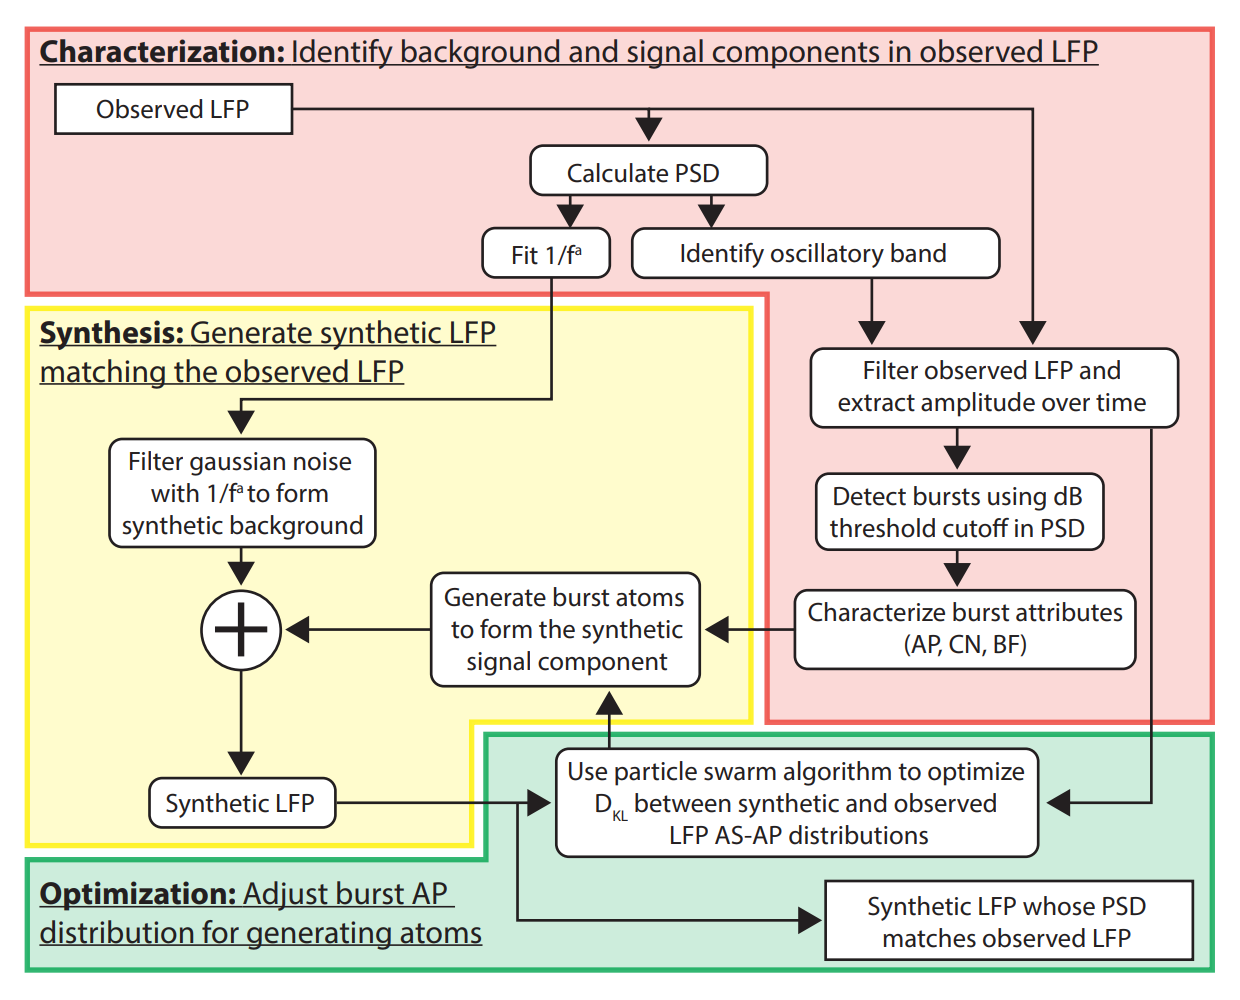 Characterization: Identify background and signal components in observed LFP
Observed LFP
Calculate PSD
Fit 1/fᵃ
Identify oscillatory band
Synthesis: Generate synthetic LFP
matching the observed LFP
Filter observed LFP and
extract amplitude over time
Filter gaussian noise
with 1/fᵃ to form
synthetic background
Detect bursts using dB
threshold cutoff in PSD
Generate burst atoms
to form the synthetic
signal component
Characterize burst attributes
(AP, CN, BF)
Synthetic LFP
Use particle swarm algorithm to optimize
D_KL between synthetic and observed
LFP AS-AP distributions
Optimization: Adjust burst AP
distribution for generating atoms
Synthetic LFP whose PSD
matches observed LFP